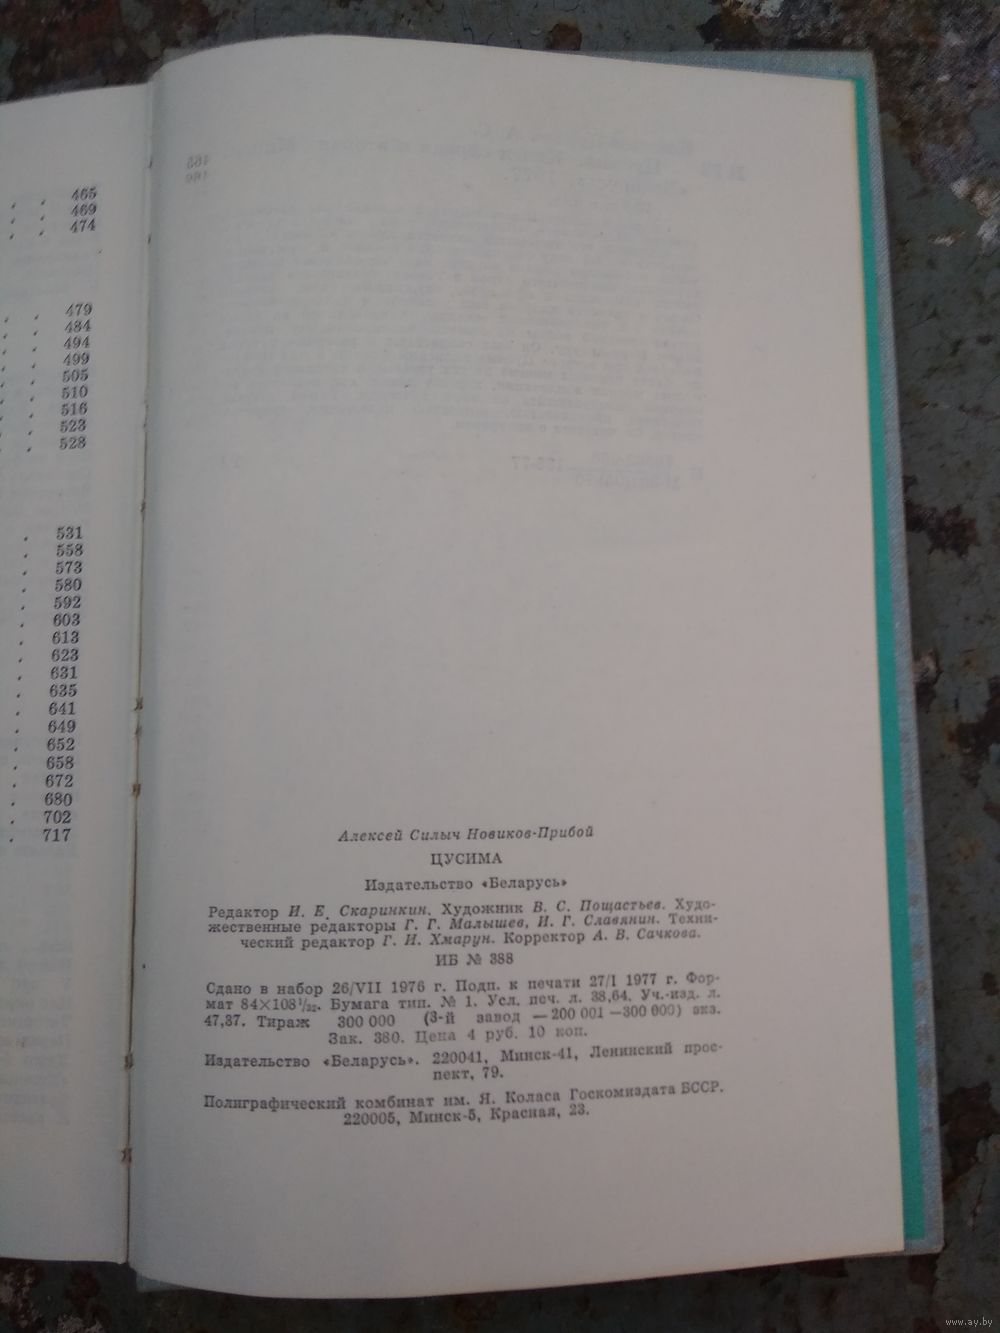 465
469
474
479
484
494
499
505
510
516
523
528
531
558
573
580
592
603
613
623
631
635
641
649
652
658
672
680
702
717
Алексей Силыч Новиков-Прибой
ЦУСИМА
Издательство «Беларусь»
Редактор И. Е. Скаринкин. Художник В. С. Пощастьев. Худо-
жественные редакторы Г. Г. Малышев, И. Г. Славянин. Техни-
ческий редактор Г. И. Хмарун. Корректор А. В. Сачкова.
ИБ № 388
Сдано в набор 26/VII 1976 г. Подп. к печати 27/I 1977 г. Фор-
мат 84×108¹/₃₂. Бумага тип. № 1. Усл. печ. л. 38,64. Уч.-изд. л.
47,37. Тираж 300 000 (3-й завод —200 001—300 000) экз.
Зак. 380. Цена 4 руб. 10 коп.
Издательство «Беларусь». 220041, Минск-41, Ленинский прос-
пект, 79.
Полиграфический комбинат им. Я. Коласа Госкомиздата БССР.
220005, Минск-5, Красная, 23.
www.ay.by